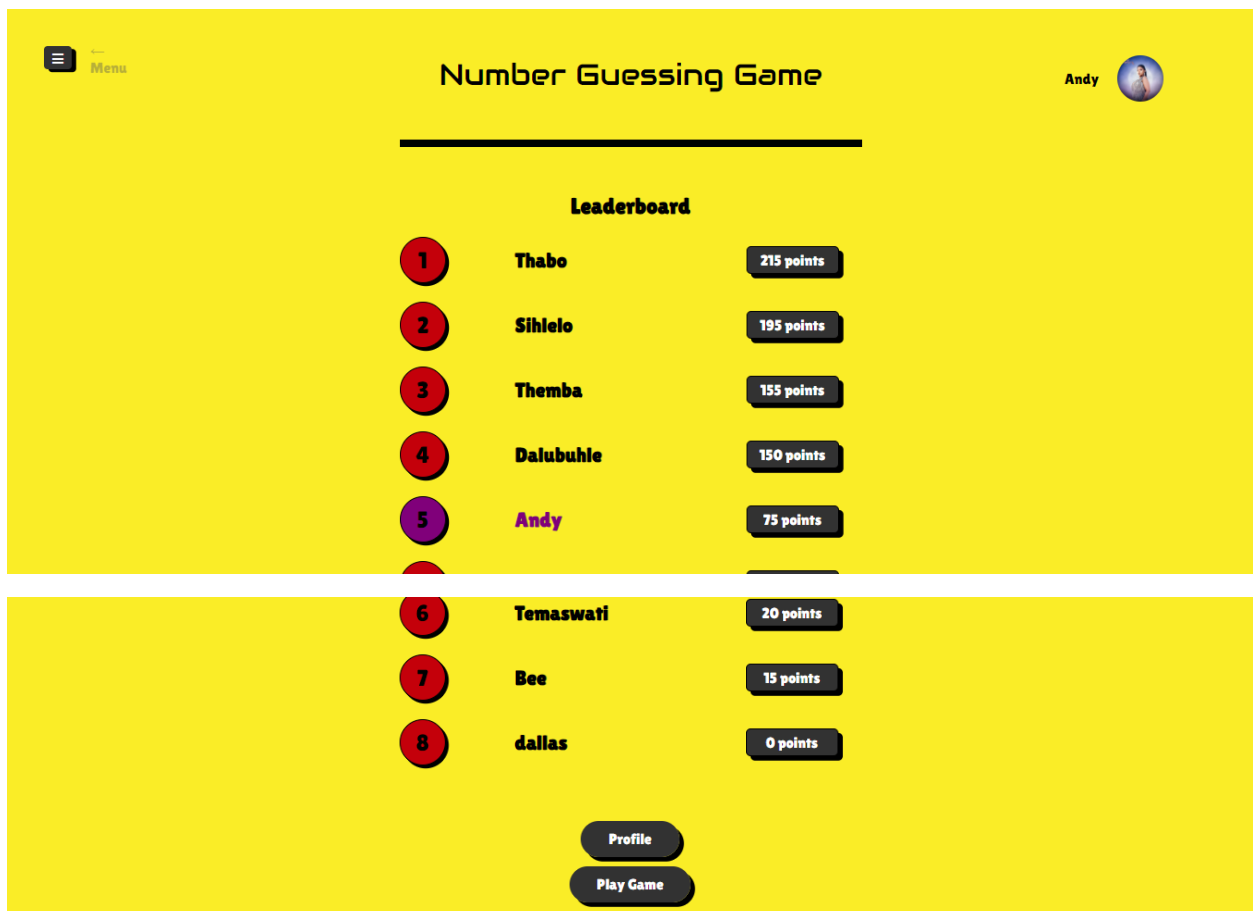 ☰ ← 
Menu
Number Guessing Game
Andy
Leaderboard
1 Thabo 215 points
2 Sihlelo 195 points
3 Themba 155 points
4 Dalubuhle 150 points
5 Andy 75 points
6 Temaswati 20 points
7 Bee 15 points
8 dallas 0 points
Profile
Play Game